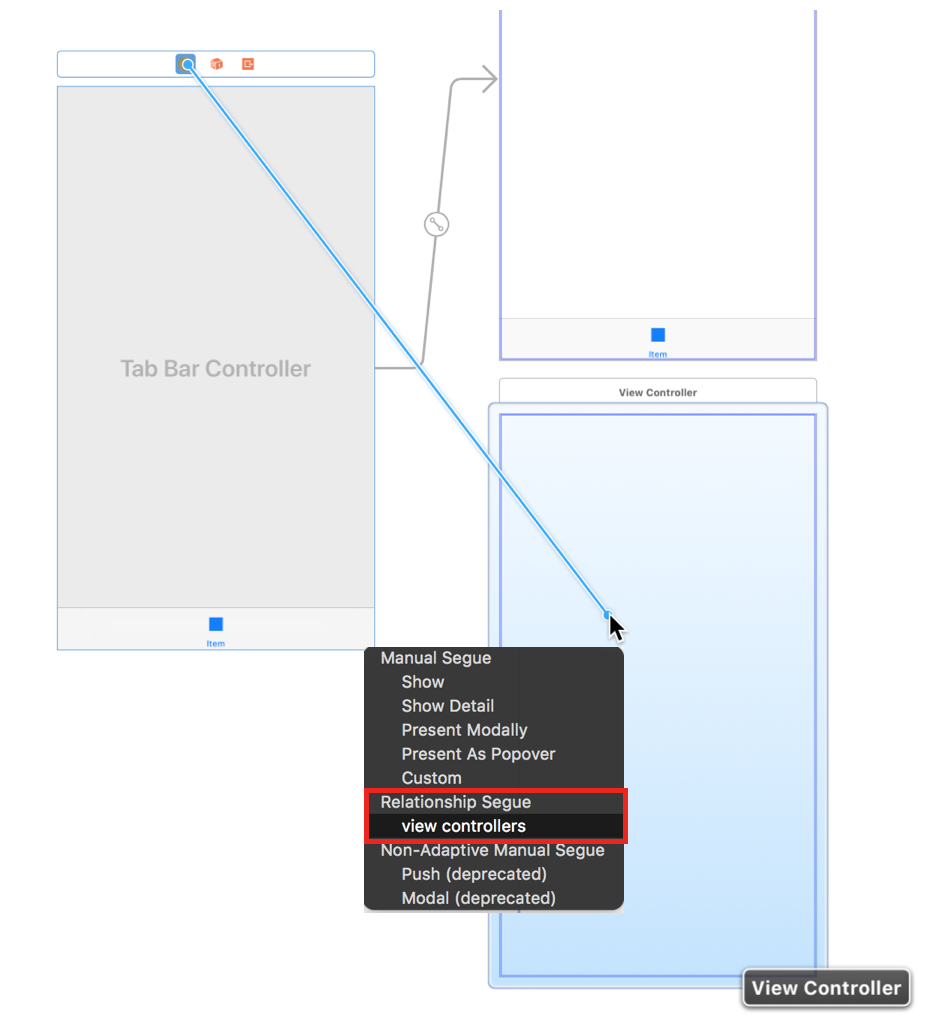 Tab Bar Controller
Item
Item
View Controller
Manual Segue
Show
Show Detail
Present Modally
Present As Popover
Custom
Relationship Segue
view controllers
Non-Adaptive Manual Segue
Push (deprecated)
Modal (deprecated)
View Controller